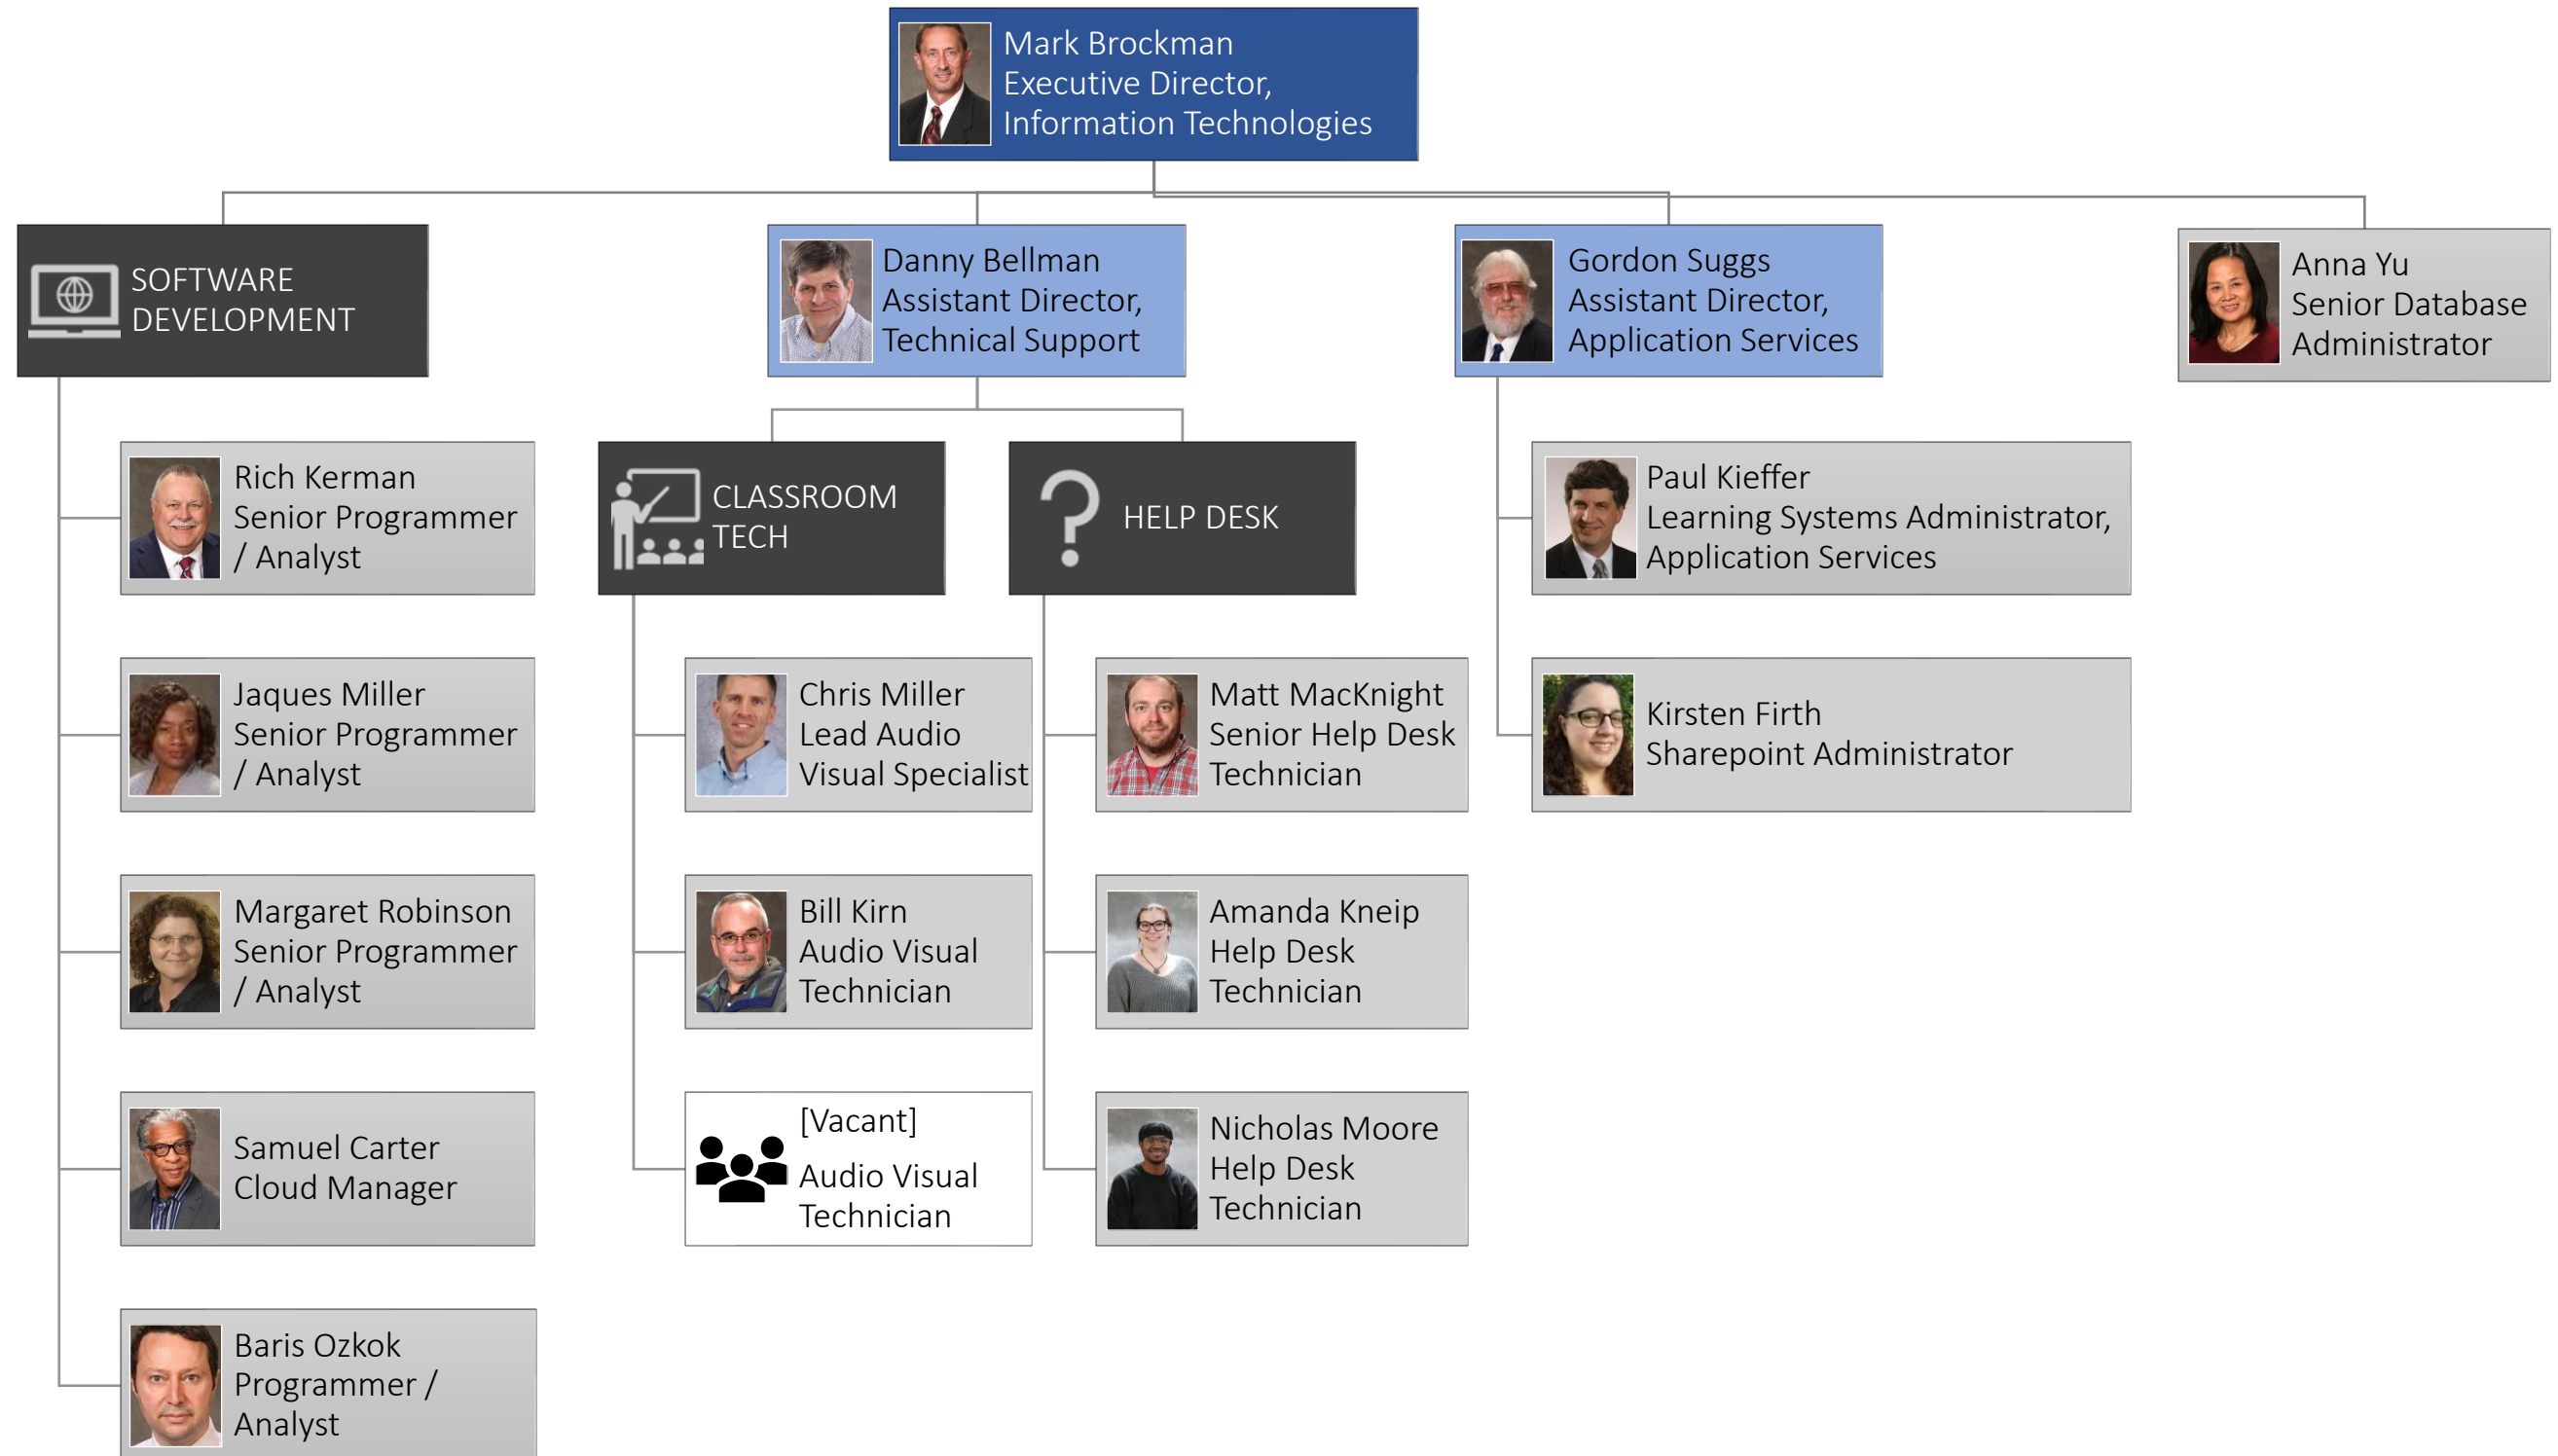 Mark Brockman
Executive Director,
Information Technologies
SOFTWARE
DEVELOPMENT
Danny Bellman
Assistant Director,
Technical Support
Gordon Suggs
Assistant Director,
Application Services
Anna Yu
Senior Database
Administrator
Rich Kerman
Senior Programmer
/ Analyst
Jaques Miller
Senior Programmer
/ Analyst
Margaret Robinson
Senior Programmer
/ Analyst
Samuel Carter
Cloud Manager
Baris Ozkok
Programmer /
Analyst
CLASSROOM
TECH
Chris Miller
Lead Audio
Visual Specialist
Bill Kirn
Audio Visual
Technician
[Vacant]
Audio Visual
Technician
HELP DESK
Matt MacKnight
Senior Help Desk
Technician
Amanda Kneip
Help Desk
Technician
Nicholas Moore
Help Desk
Technician
Paul Kieffer
Learning Systems Administrator,
Application Services
Kirsten Firth
Sharepoint Administrator